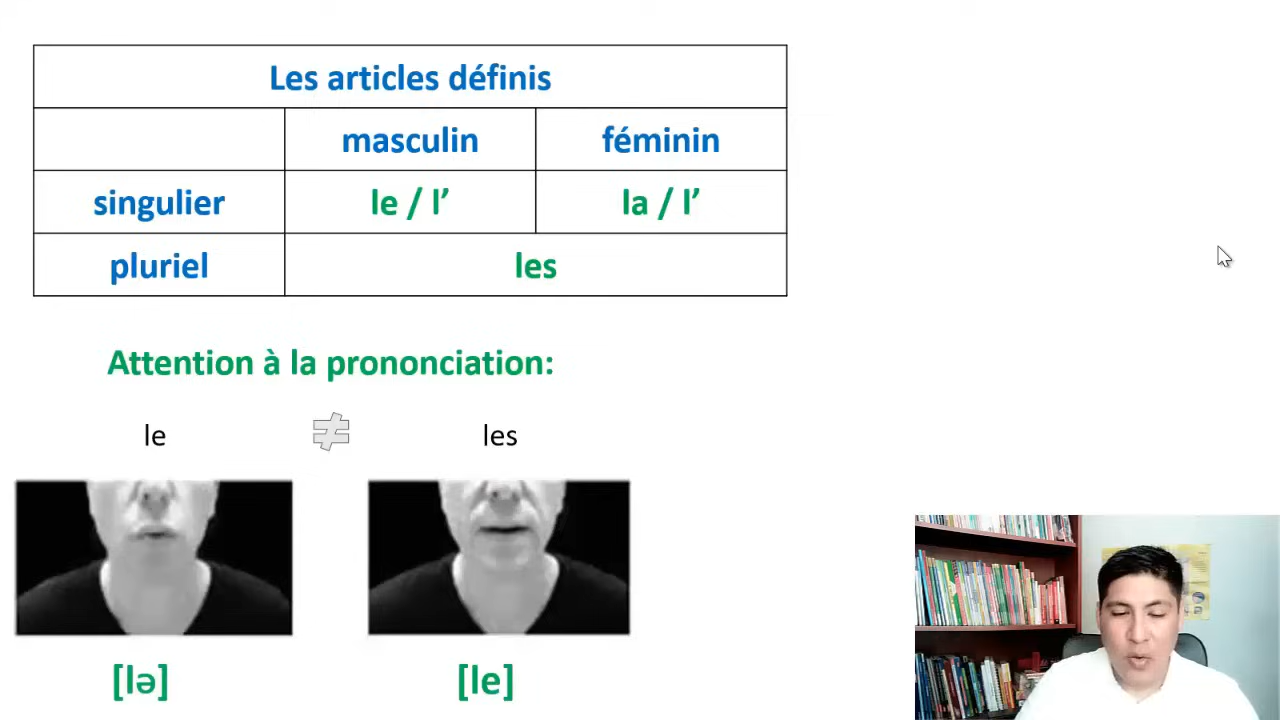 Les articles définis
masculin féminin
singulier le / l’ la / l’
pluriel les
Attention à la prononciation:
le ≠ les
[lə] [le]